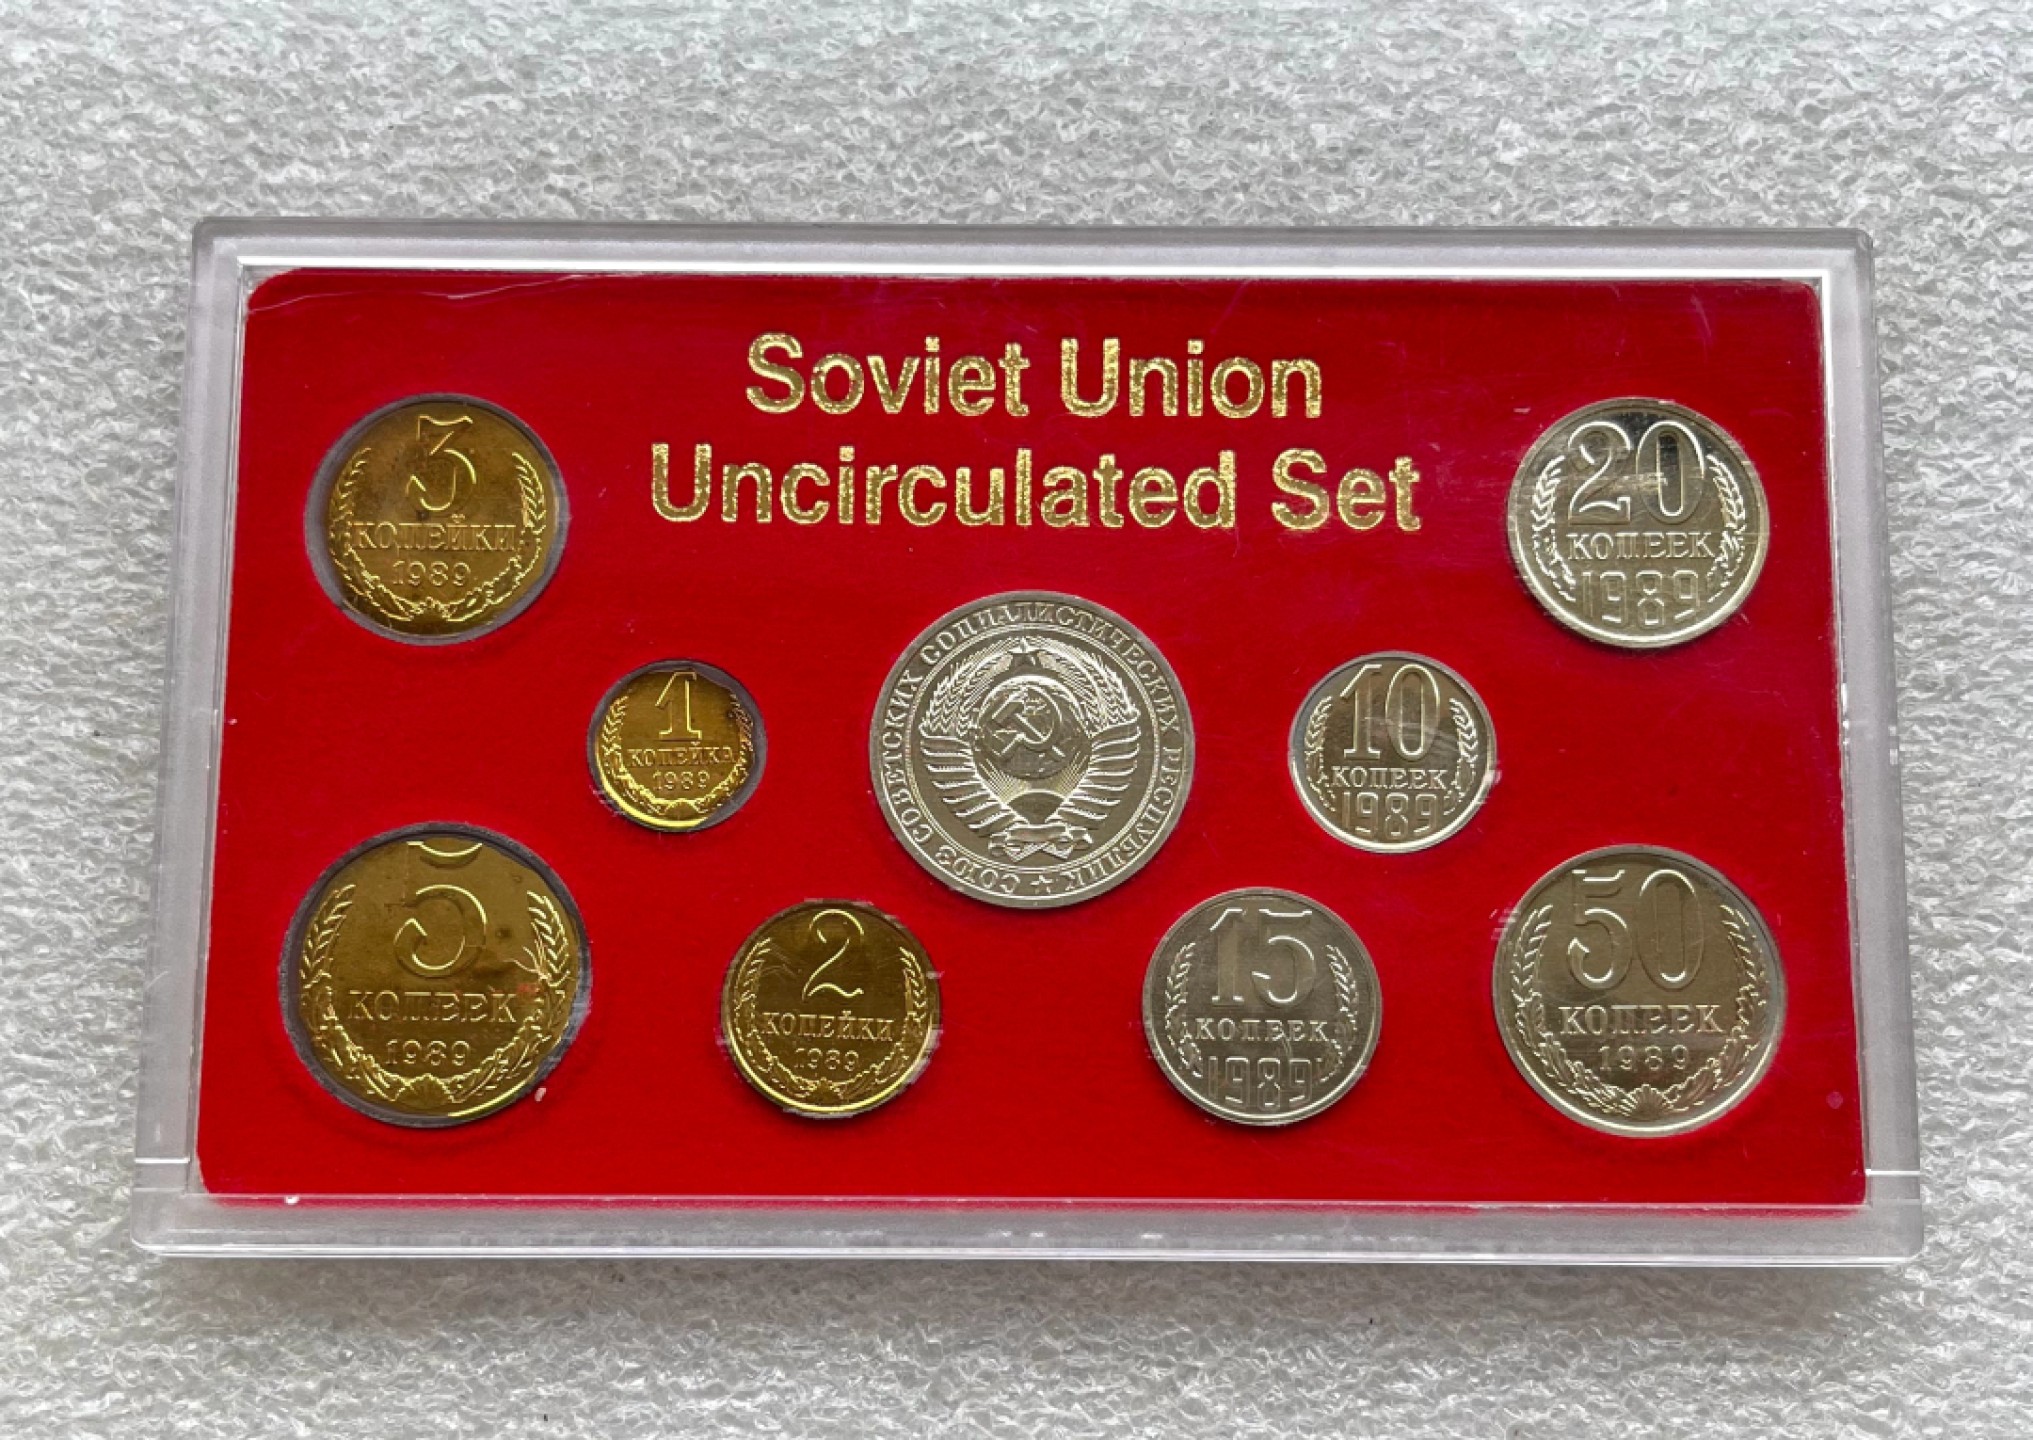 Soviet Union
Uncirculated Set
3
КОПЕЙКИ
1989
20
КОПЕЕК
1989
1
КОПЕЙКА
1989
СОЮЗ СОВЕТСКИХ СОЦИАЛИСТИЧЕСКИХ РЕСПУБЛИК
10
КОПЕЕК
1989
5
КОПЕЕК
1989
2
КОПЕЙКИ
1989
15
КОПЕЕК
1989
50
КОПЕЕК
1989